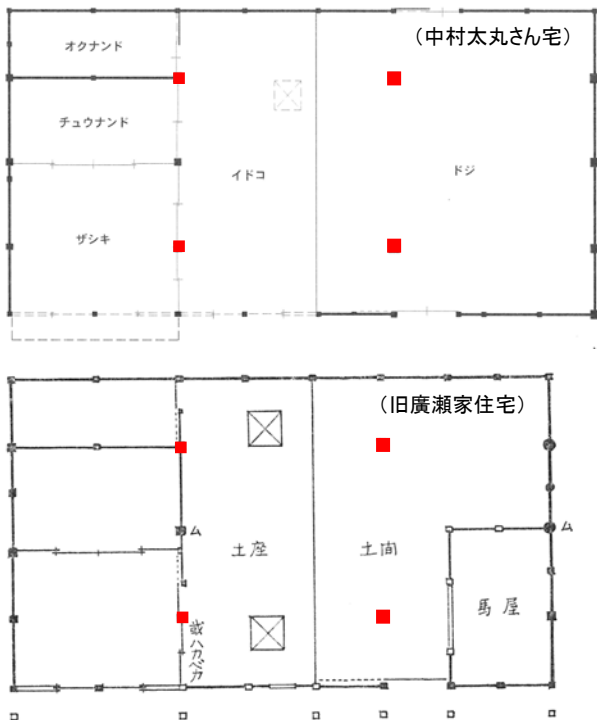 (中村太丸さん宅)
オクナンド
チュウナンド
イドコ
ドジ
ザシキ
(旧廣瀬家住宅)
ム
土座
土間
ム
馬屋
或ハカベカ